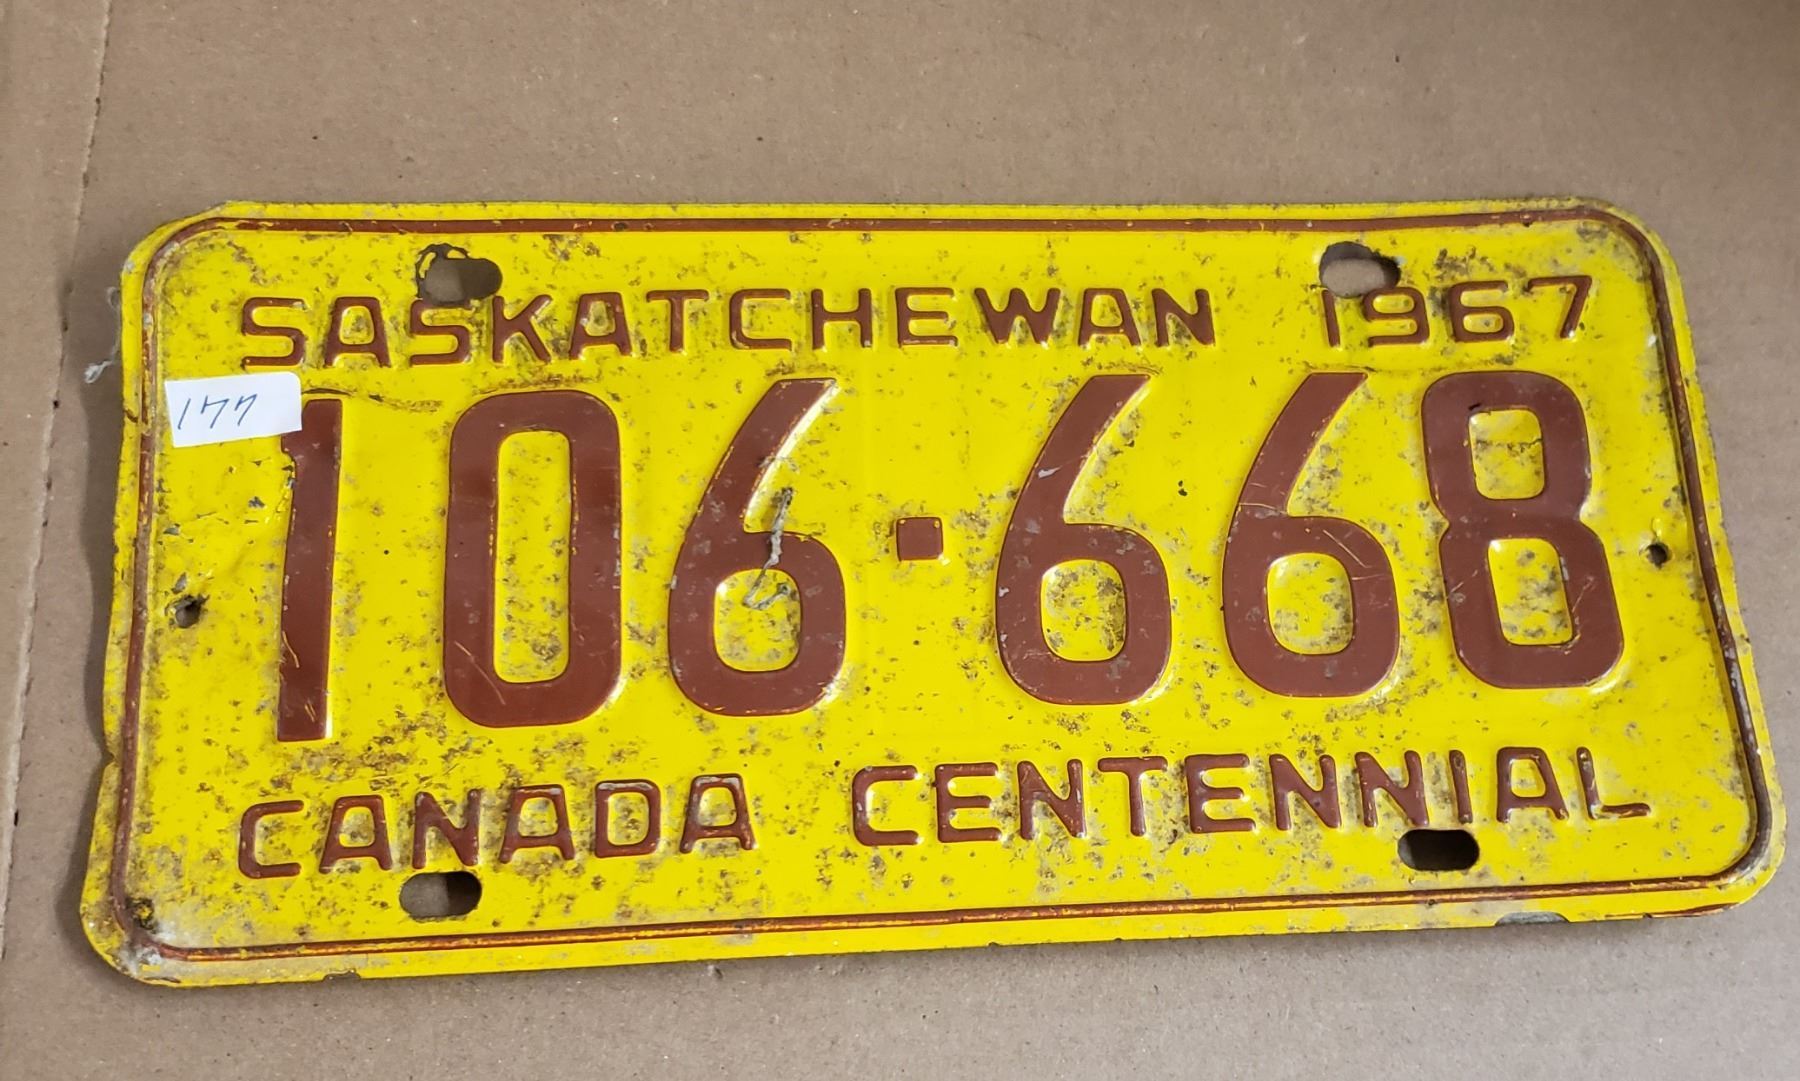 SASKATCHEWAN 1967
177
106·668
CANADA CENTENNIAL